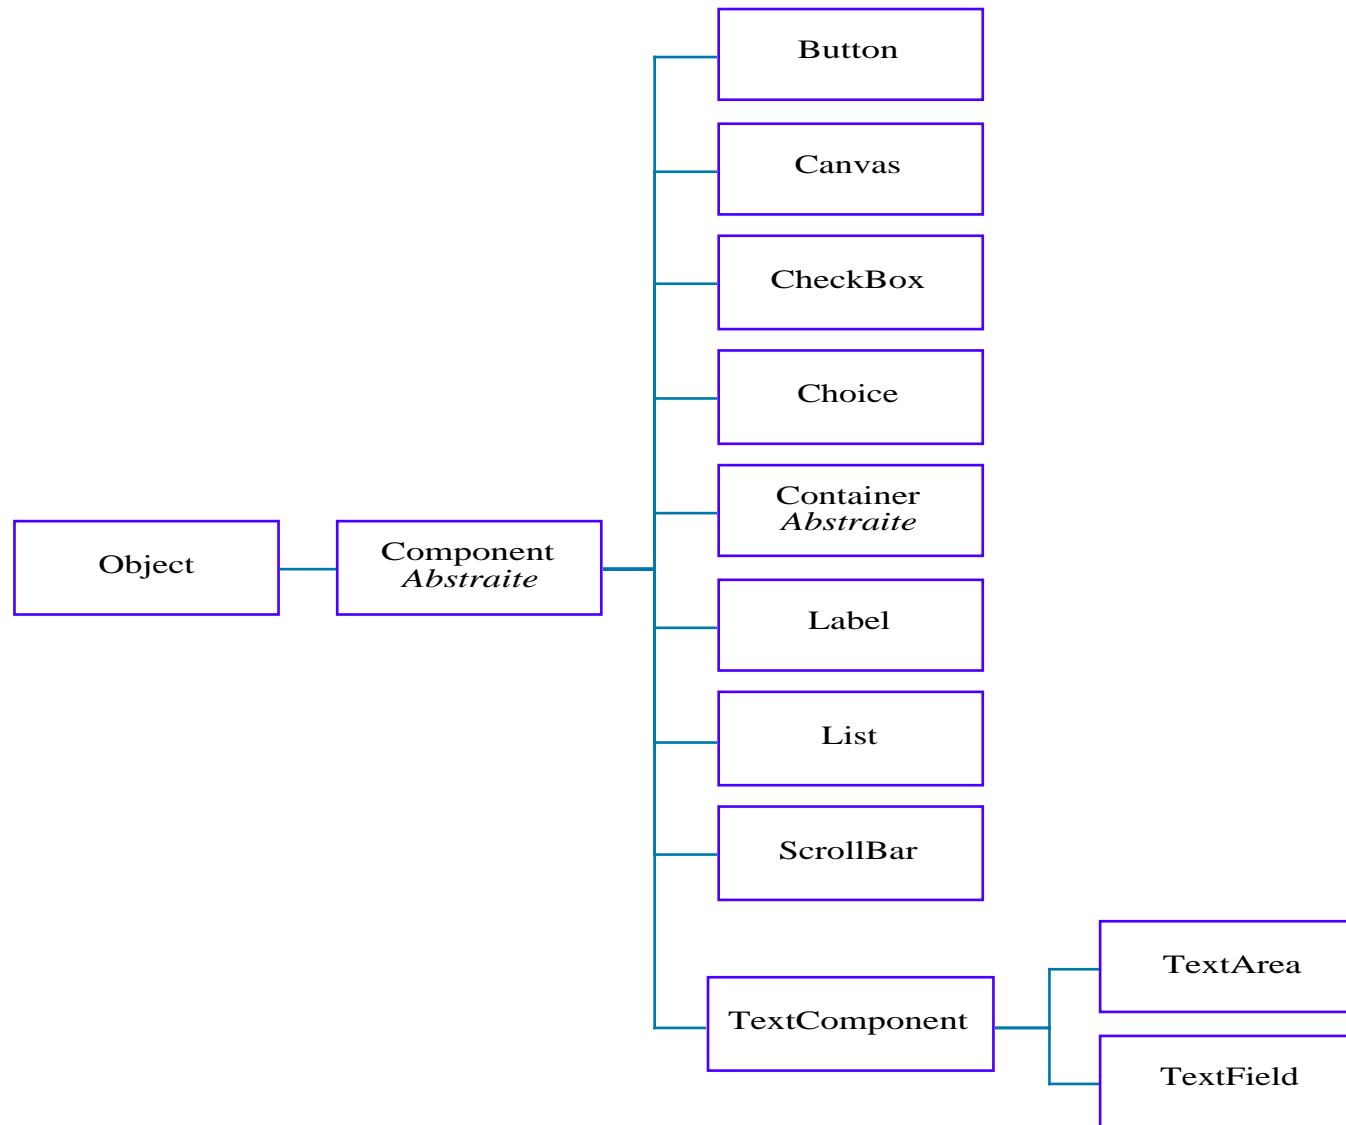 Button
Canvas
CheckBox
Choice
Container
Abstraite
Object
Component
Abstraite
Label
List
ScrollBar
TextComponent
TextArea
TextField